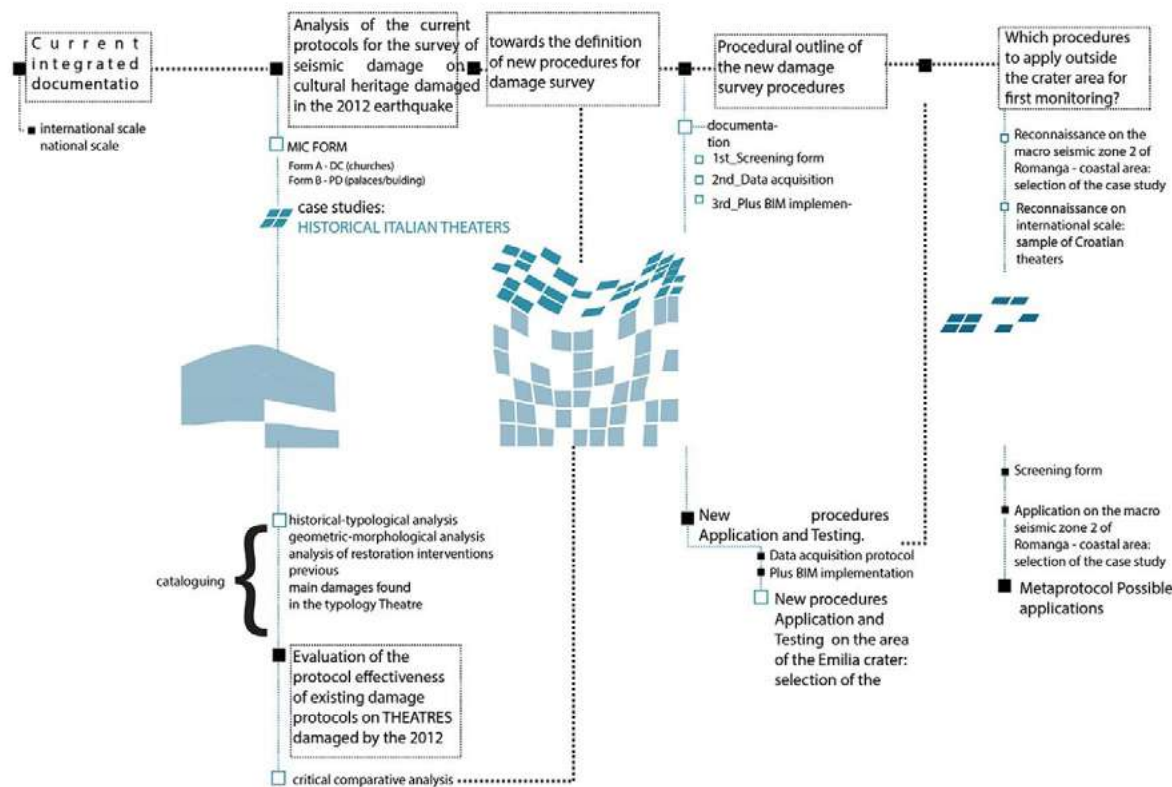 Current
integrated
documentatio
international scale
national scale
Analysis of the current
protocols for the survey of
seismic damage on
cultural heritage damaged
in the 2012 earthquake
MIC FORM
Form A - DC (churches)
Form B - PD (palaces/buiding)
case studies:
HISTORICAL ITALIAN THEATERS
cataloguing
historical-typological analysis
geometric-morphological analysis
analysis of restoration interventions
previous
main damages found
in the typology Theatre
Evaluation of the
protocol effectiveness
of existing damage
protocols on THEATRES
damaged by the 2012
critical comparative analysis
towards the definition
of new procedures for
damage survey
Procedural outline of
the new damage
survey procedures
documenta-
tion
1st_Screening form
2nd_Data acquisition
3rd_Plus BIM implemen-
New procedures
Application and Testing.
Data acquisition protocol
Plus BIM implementation
New procedures
Application and
Testing on the area
of the Emilia crater:
selection of the
Which procedures
to apply outside
the crater area for
first monitoring?
Reconnaissance on the
macro seismic zone 2 of
Romanga - coastal area:
selection of the case study
Reconnaissance on
international scale:
sample of Croatian
theaters
Screening form
Application on the macro
seismic zone 2 of
Romanga - coastal area:
selection of the case study
Metaprotocol Possible
applications